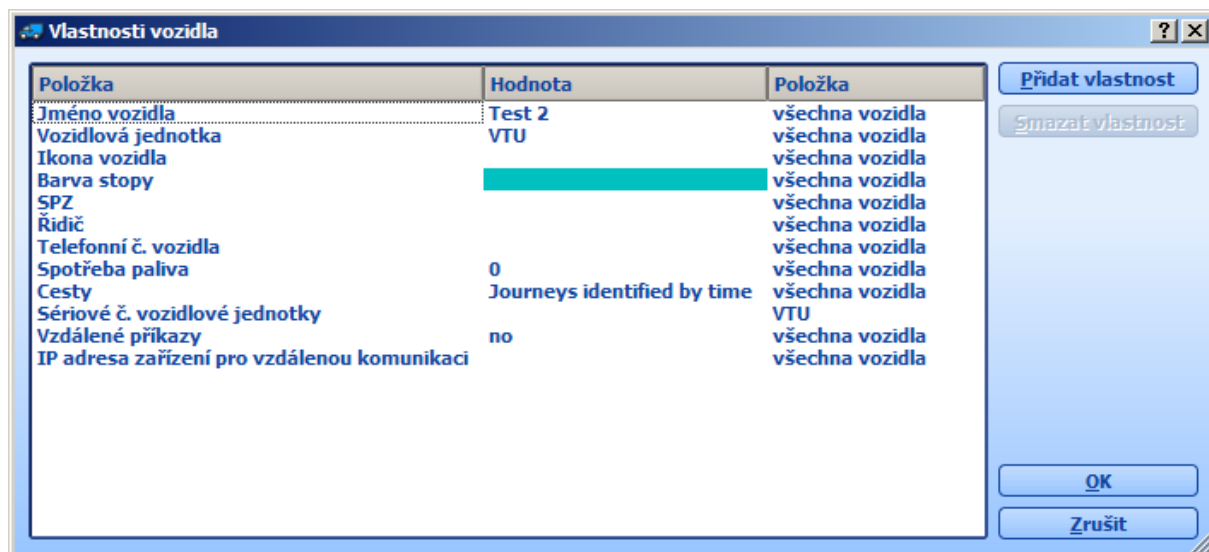 Vlastnosti vozidla
Položka Hodnota Položka
Jméno vozidla Test 2 všechna vozidla
Vozidlová jednotka VTU všechna vozidla
Ikona vozidla všechna vozidla
Barva stopy všechna vozidla
SPZ všechna vozidla
Řidič všechna vozidla
Telefonní č. vozidla všechna vozidla
Spotřeba paliva 0 všechna vozidla
Cesty Journeys identified by time všechna vozidla
Sériové č. vozidlové jednotky VTU
Vzdálené příkazy no všechna vozidla
IP adresa zařízení pro vzdálenou komunikaci všechna vozidla
Přidat vlastnost
Smazat vlastnost
OK
Zrušit